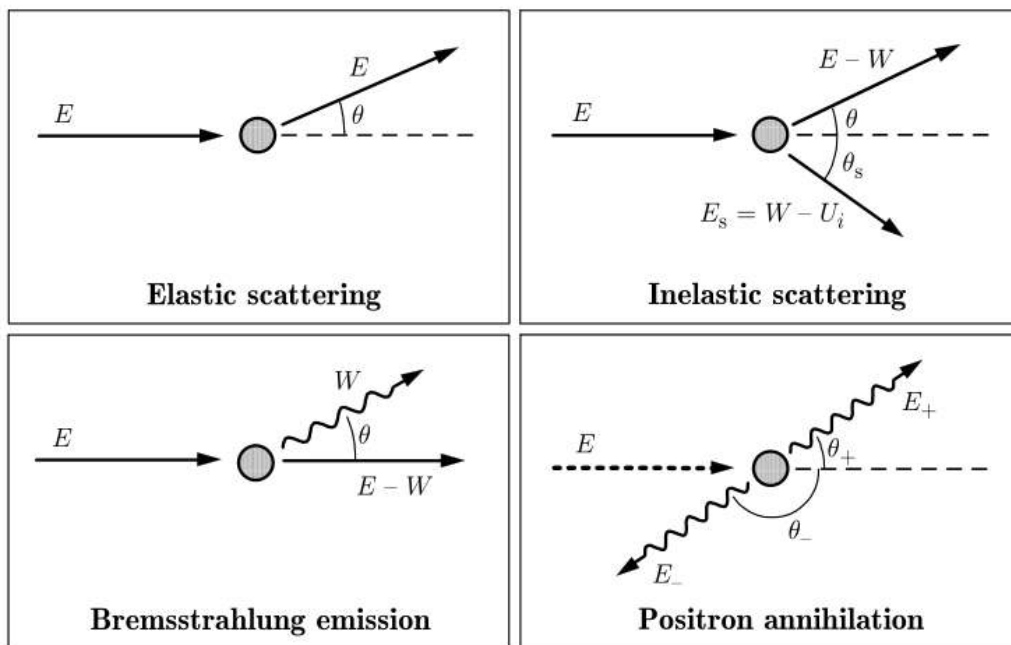 E
E
θ
Elastic scattering
E
E – W
θ
θs
Es = W – Ui
Inelastic scattering
E
W
θ
E – W
Bremsstrahlung emission
E
E+
θ+
θ–
E–
Positron annihilation